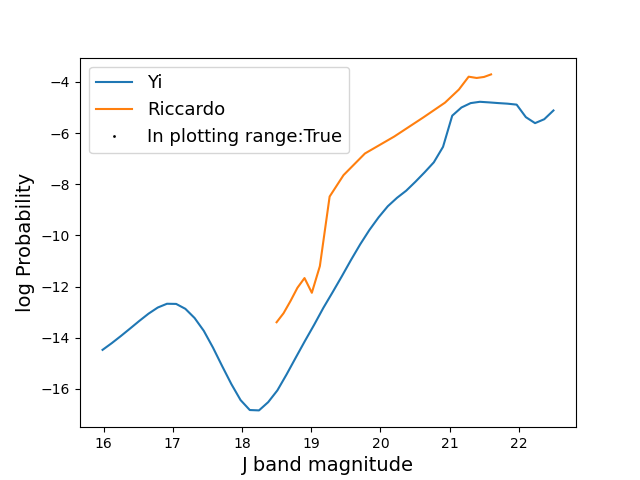 Yi
Riccardo
In plotting range:True
log Probability
−4
−6
−8
−10
−12
−14
−16
16 17 18 19 20 21 22
J band magnitude